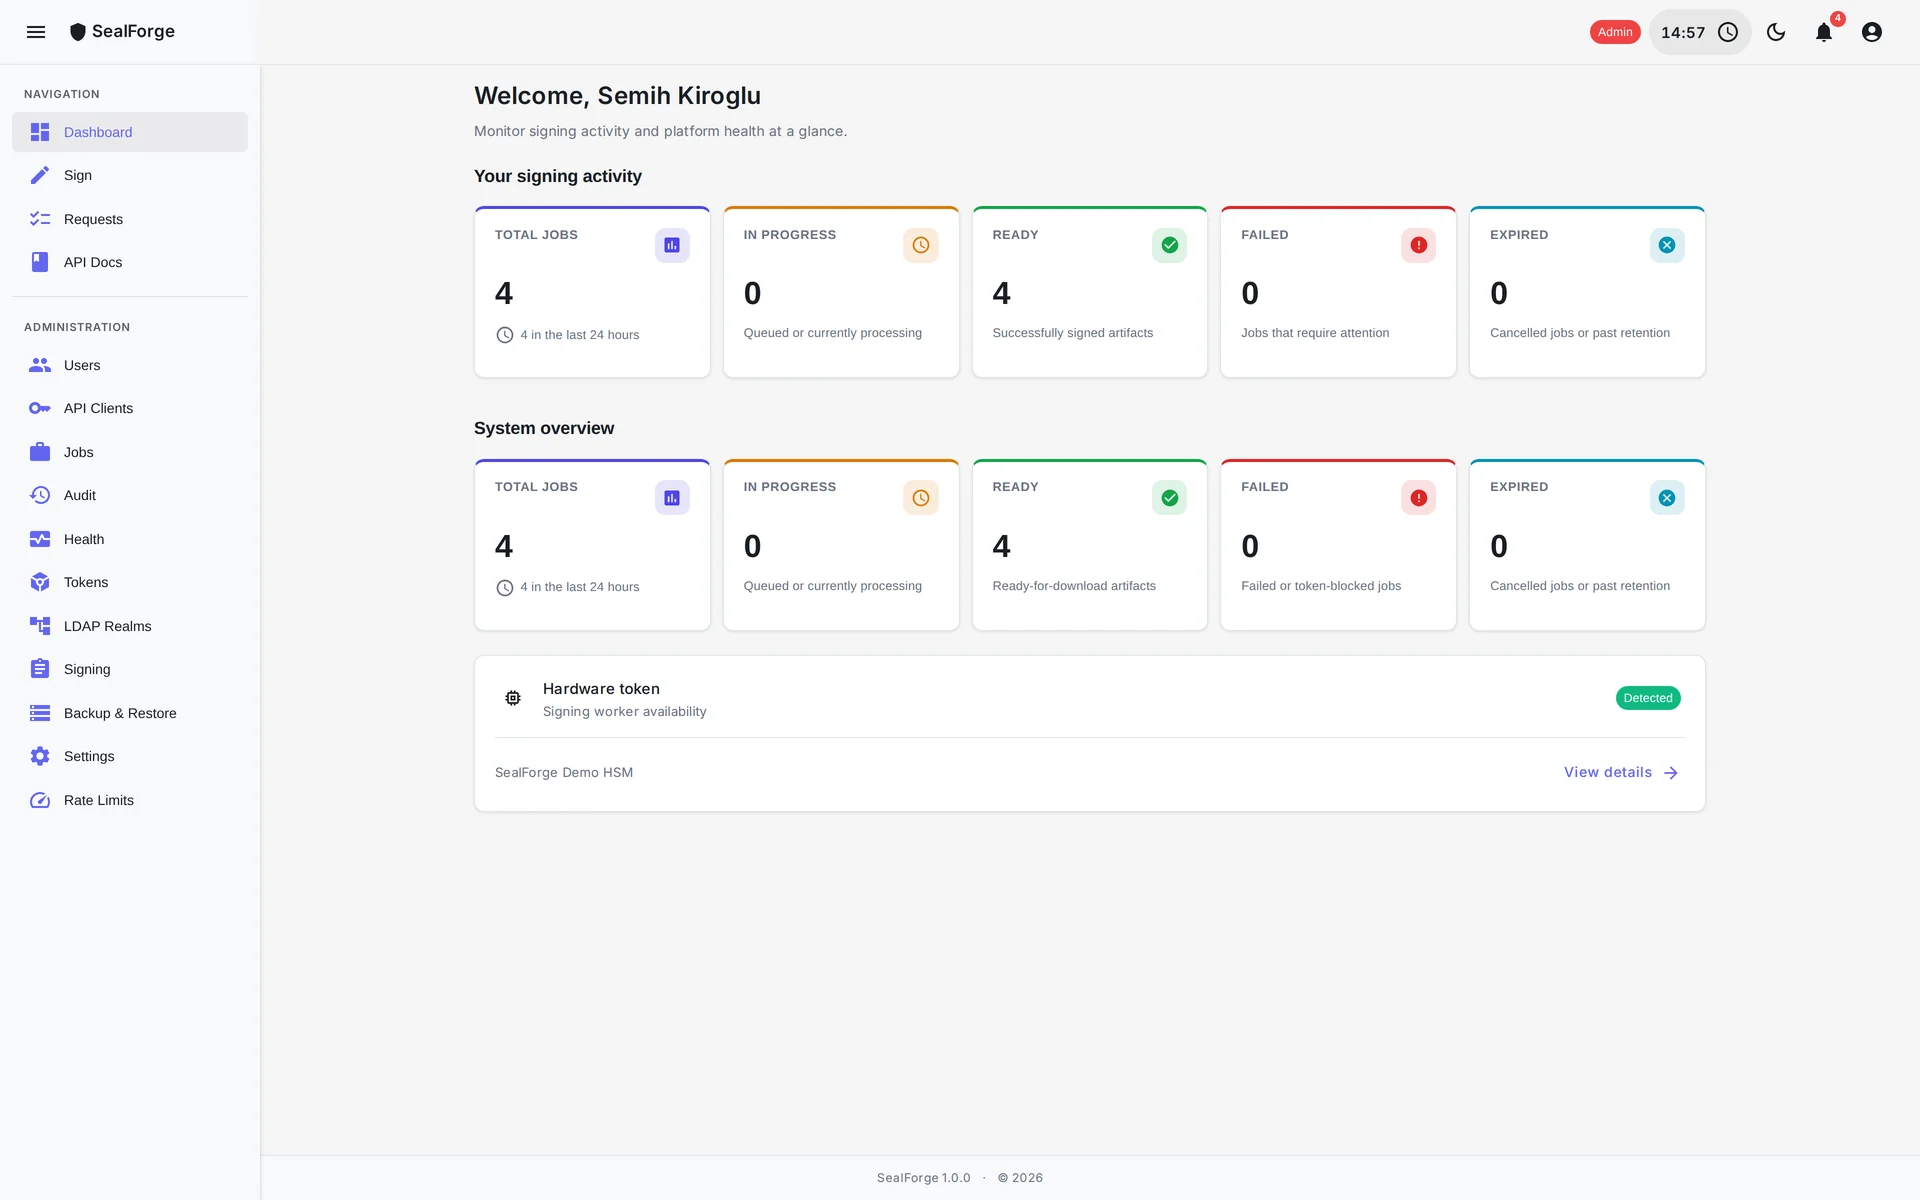 SealForge
Admin
14:57
4
NAVIGATION
Dashboard
Sign
Requests
API Docs
ADMINISTRATION
Users
API Clients
Jobs
Audit
Health
Tokens
LDAP Realms
Signing
Backup & Restore
Settings
Rate Limits
Welcome, Semih Kiroglu
Monitor signing activity and platform health at a glance.
Your signing activity
TOTAL JOBS
4
4 in the last 24 hours
IN PROGRESS
0
Queued or currently processing
READY
4
Successfully signed artifacts
FAILED
0
Jobs that require attention
EXPIRED
0
Cancelled jobs or past retention
System overview
TOTAL JOBS
4
4 in the last 24 hours
IN PROGRESS
0
Queued or currently processing
READY
4
Ready-for-download artifacts
FAILED
0
Failed or token-blocked jobs
EXPIRED
0
Cancelled jobs or past retention
Hardware token
Signing worker availability
Detected
SealForge Demo HSM
View details
SealForge 1.0.0 · © 2026